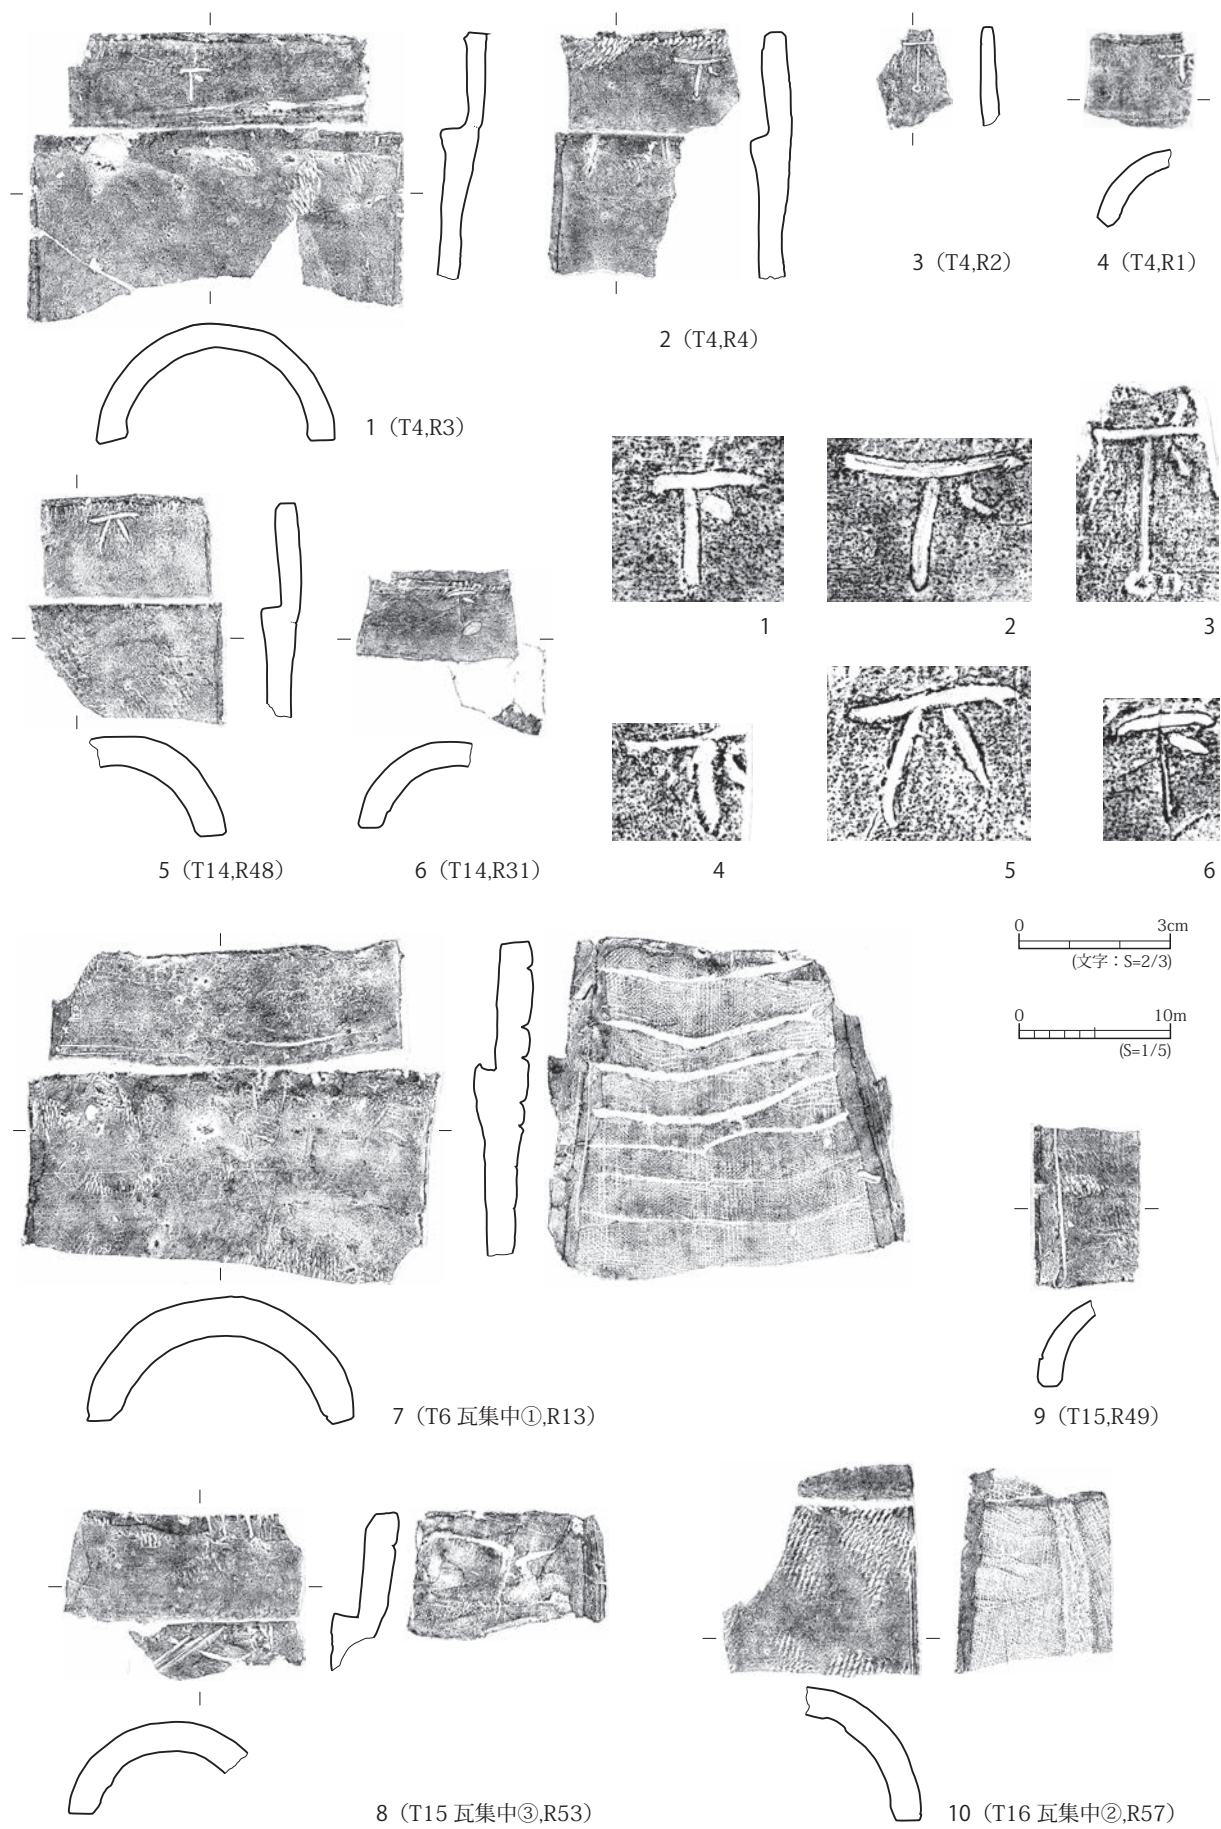 3（T4,R2）
4（T4,R1）
2（T4,R4）
1（T4,R3）
1
2
3
4
5
6
5（T14,R48）
6（T14,R31）
0 3cm
(文字：S=2/3)
0 10m
(S=1/5)
7（T6 瓦集中①,R13）
9（T15,R49）
8（T15 瓦集中③,R53）
10（T16 瓦集中②,R57）